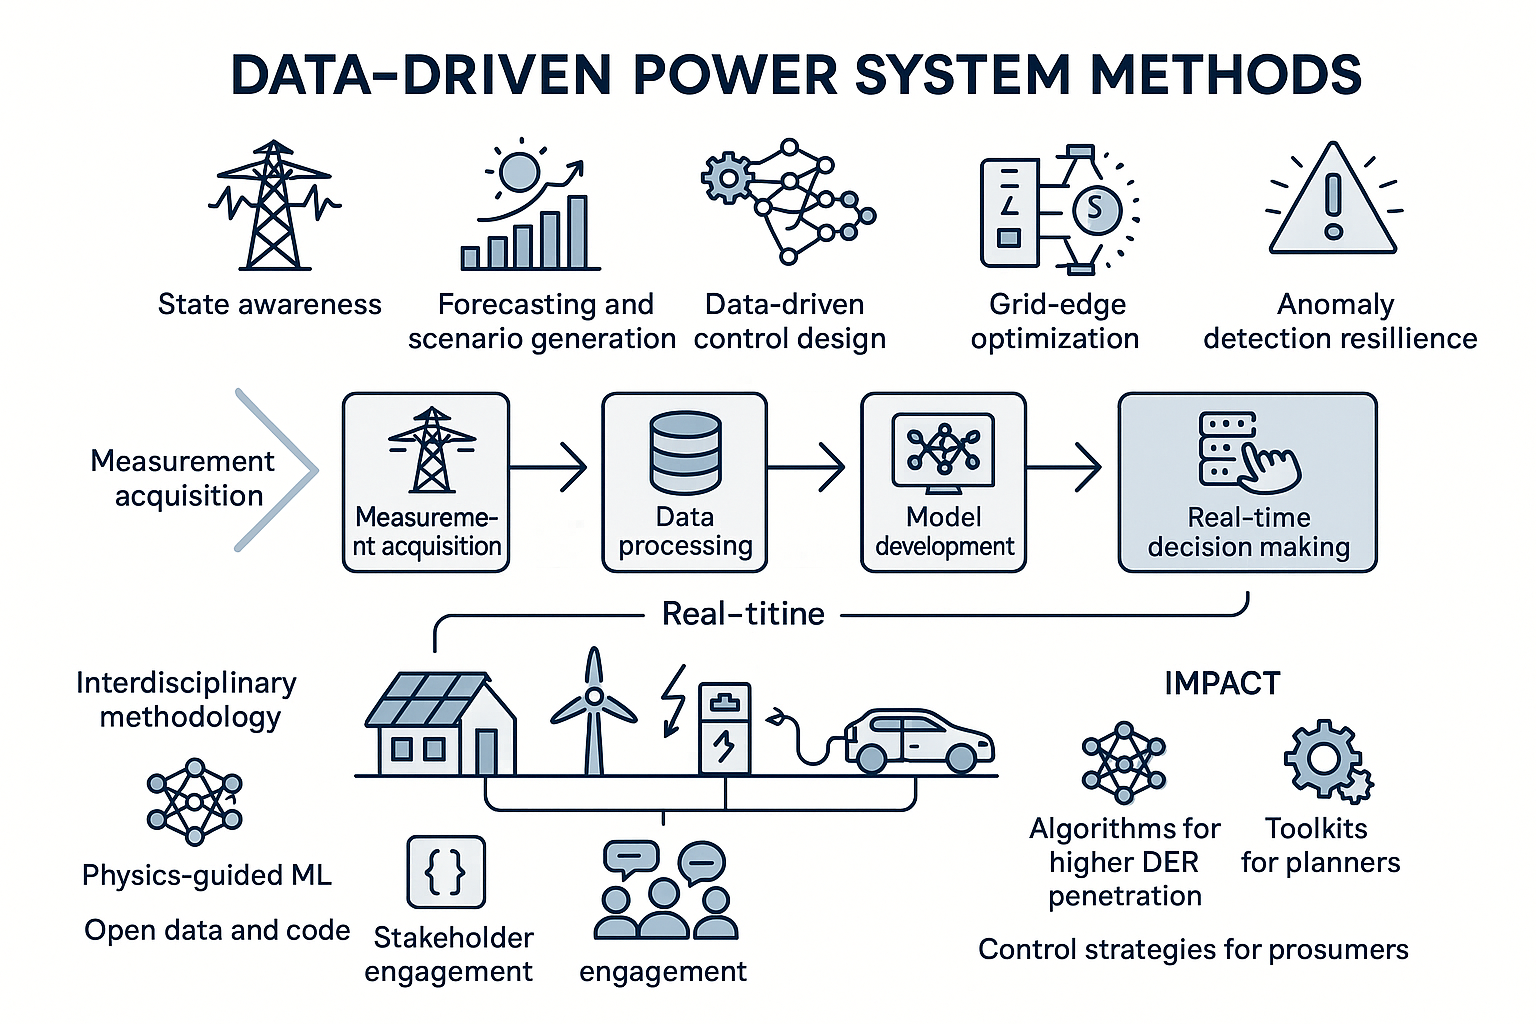 DATA-DRIVEN POWER SYSTEM METHODS
State awareness
Forecasting and
scenario generation
Data-driven
control design
S
Grid-edge
optimization
Anomaly
detection resillience
Measurement
acquisition
Measureme-
nt acquisition
Data
processing
Model
development
Real-time
decision making
Real-titine
Interdisciplinary
methodology
Physics-guided ML
Open data and code
{ }
Stakeholder
engagement
engagement
IMPACT
Algorithms for
higher DER
penetration
Toolkits
for planners
Control strategies for prosumers